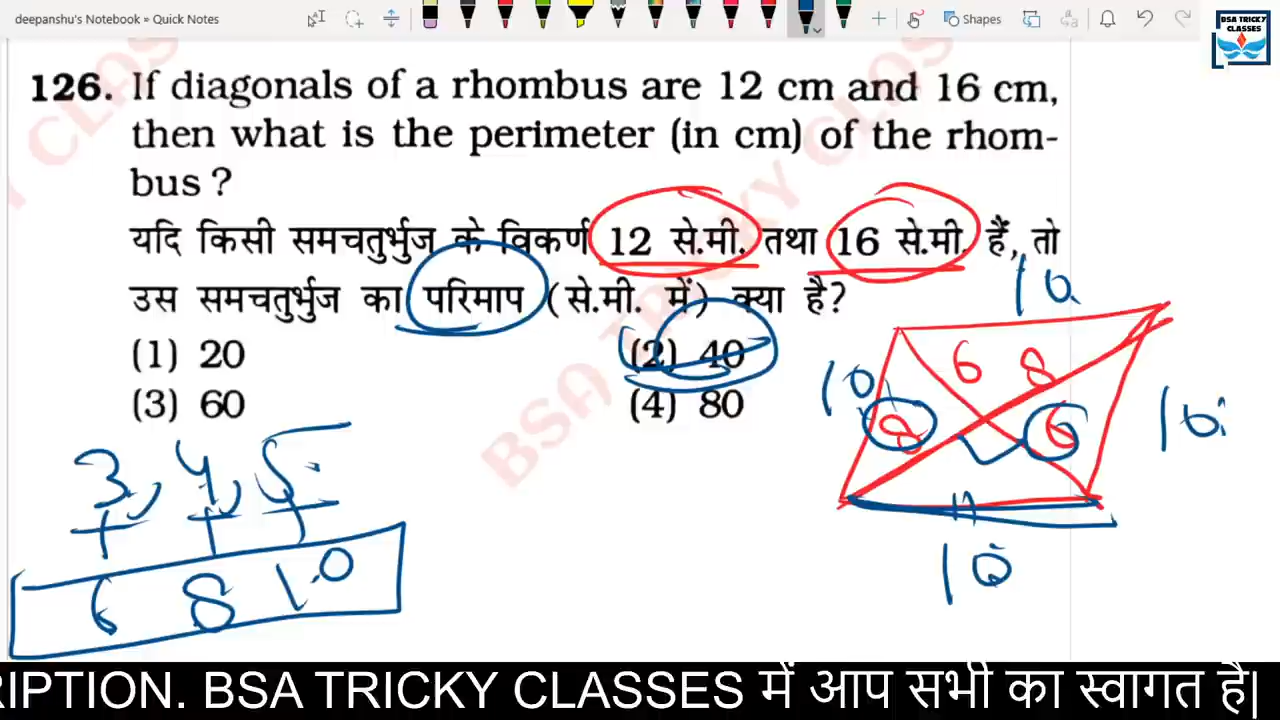 deepanshu's Notebook » Quick Notes
Shapes
BSA TRICKY
CLASSES
126. If diagonals of a rhombus are 12 cm and 16 cm,
then what is the perimeter (in cm) of the rhom-
bus ?
यदि किसी समचतुर्भुज के विकर्ण 12 से.मी. तथा 16 से.मी. हैं, तो
उस समचतुर्भुज का परिमाप (से.मी. में) क्या है?
(1) 20 (2) 40
(3) 60 (4) 80
10
6 8
10 8 6 10
10
3, 4, 5
6 8 10
BSA TRICKY CLAS
RIPTION. BSA TRICKY CLASSES में आप सभी का स्वागत है|